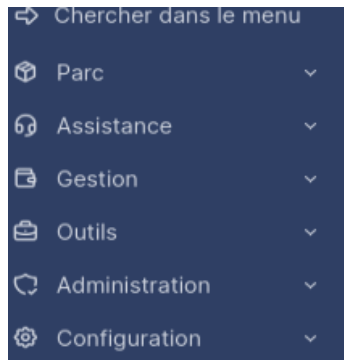 Chercher dans le menu
Parc
Assistance
Gestion
Outils
Administration
Configuration